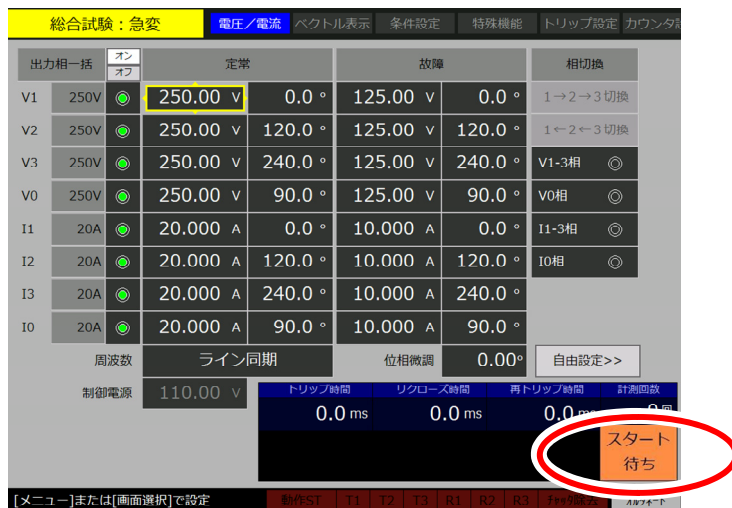 総合試験：急変 電圧／電流 ベクトル表示 条件設定 特殊機能 トリップ設定 カウンタ
出力相一括 オン オフ 定常 故障 相切換
V1 250V 250.00 V 0.0 ° 125.00 V 0.0 ° 1→2→3切換
V2 250V 250.00 V 120.0 ° 125.00 V 120.0 ° 1←2←3切換
V3 250V 250.00 V 240.0 ° 125.00 V 240.0 ° V1-3相
V0 250V 250.00 V 90.0 ° 125.00 V 90.0 ° V0相
I1 20A 20.000 A 0.0 ° 10.000 A 0.0 ° I1-3相
I2 20A 20.000 A 120.0 ° 10.000 A 120.0 ° I0相
I3 20A 20.000 A 240.0 ° 10.000 A 240.0 °
I0 20A 20.000 A 90.0 ° 10.000 A 90.0 °
周波数 ライン同期 位相微調 0.00° 自由設定>>
制御電源 110.00 V トリップ時間 リクローズ時間 再トリップ時間 計測回数
0.0 ms 0.0 ms 0.0 ms 0回
スタート
待ち
[メニュー]または[画面選択]で設定 動作ST T1 T2 T3 R1 R2 R3 ｵﾙﾀﾈｰﾄ